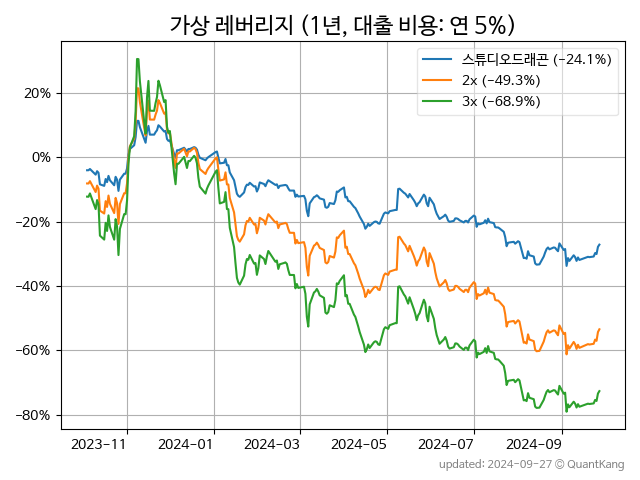 가상 레버리지 (1년, 대출 비용: 연 5%)
스튜디오드래곤 (−24.1%)
2x (−49.3%)
3x (−68.9%)
20%
0%
−20%
−40%
−60%
−80%
2023-11 2024-01 2024-03 2024-05 2024-07 2024-09
updated: 2024-09-27 © QuantKang